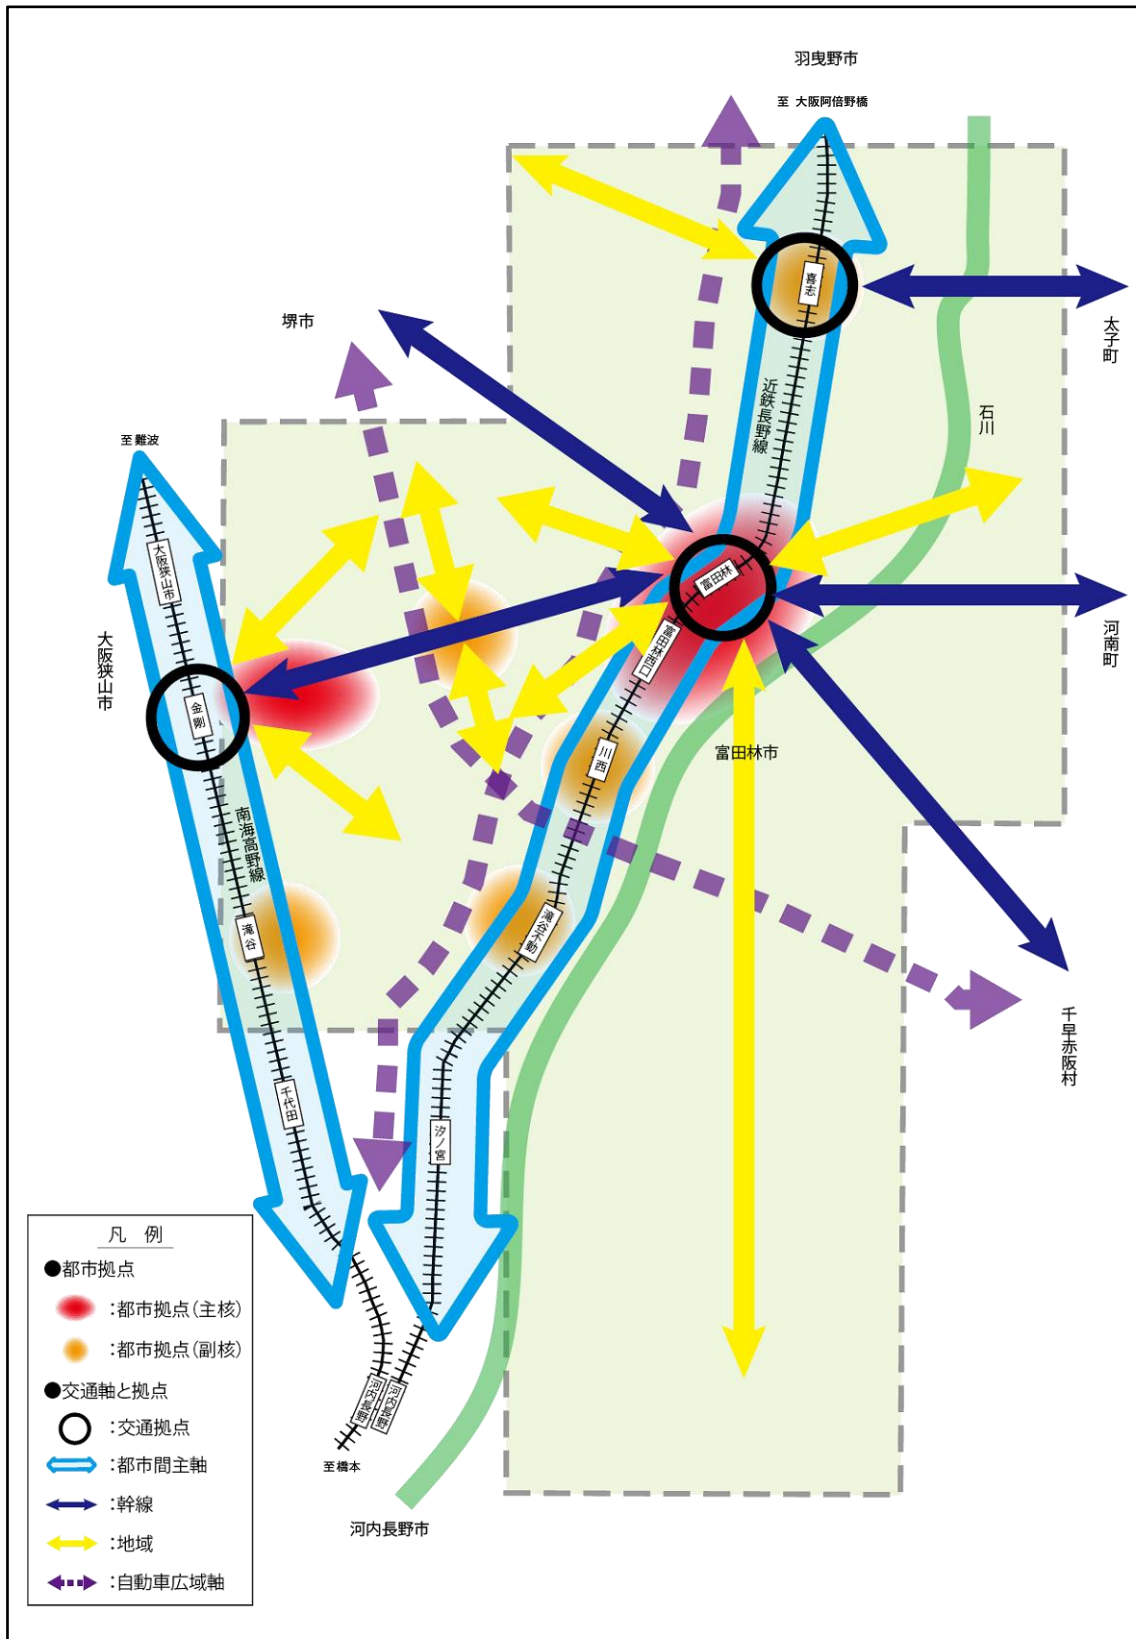 羽曳野市
至 大阪阿倍野橋
喜志
太子町
堺市
近鉄長野線
石川
至難波
大阪狭山市
富田林
富田林西口
河南町
大阪狭山市
金剛
川西
富田林市
南海高野線
滝谷
滝谷不動
千早赤阪村
千代田
汐ノ宮
河内長野
河内長野
至橋本
河内長野市
凡 例
●都市拠点
：都市拠点（主核）
：都市拠点（副核）
●交通軸と拠点
：交通拠点
：都市間主軸
：幹線
：地域
：自動車広域軸